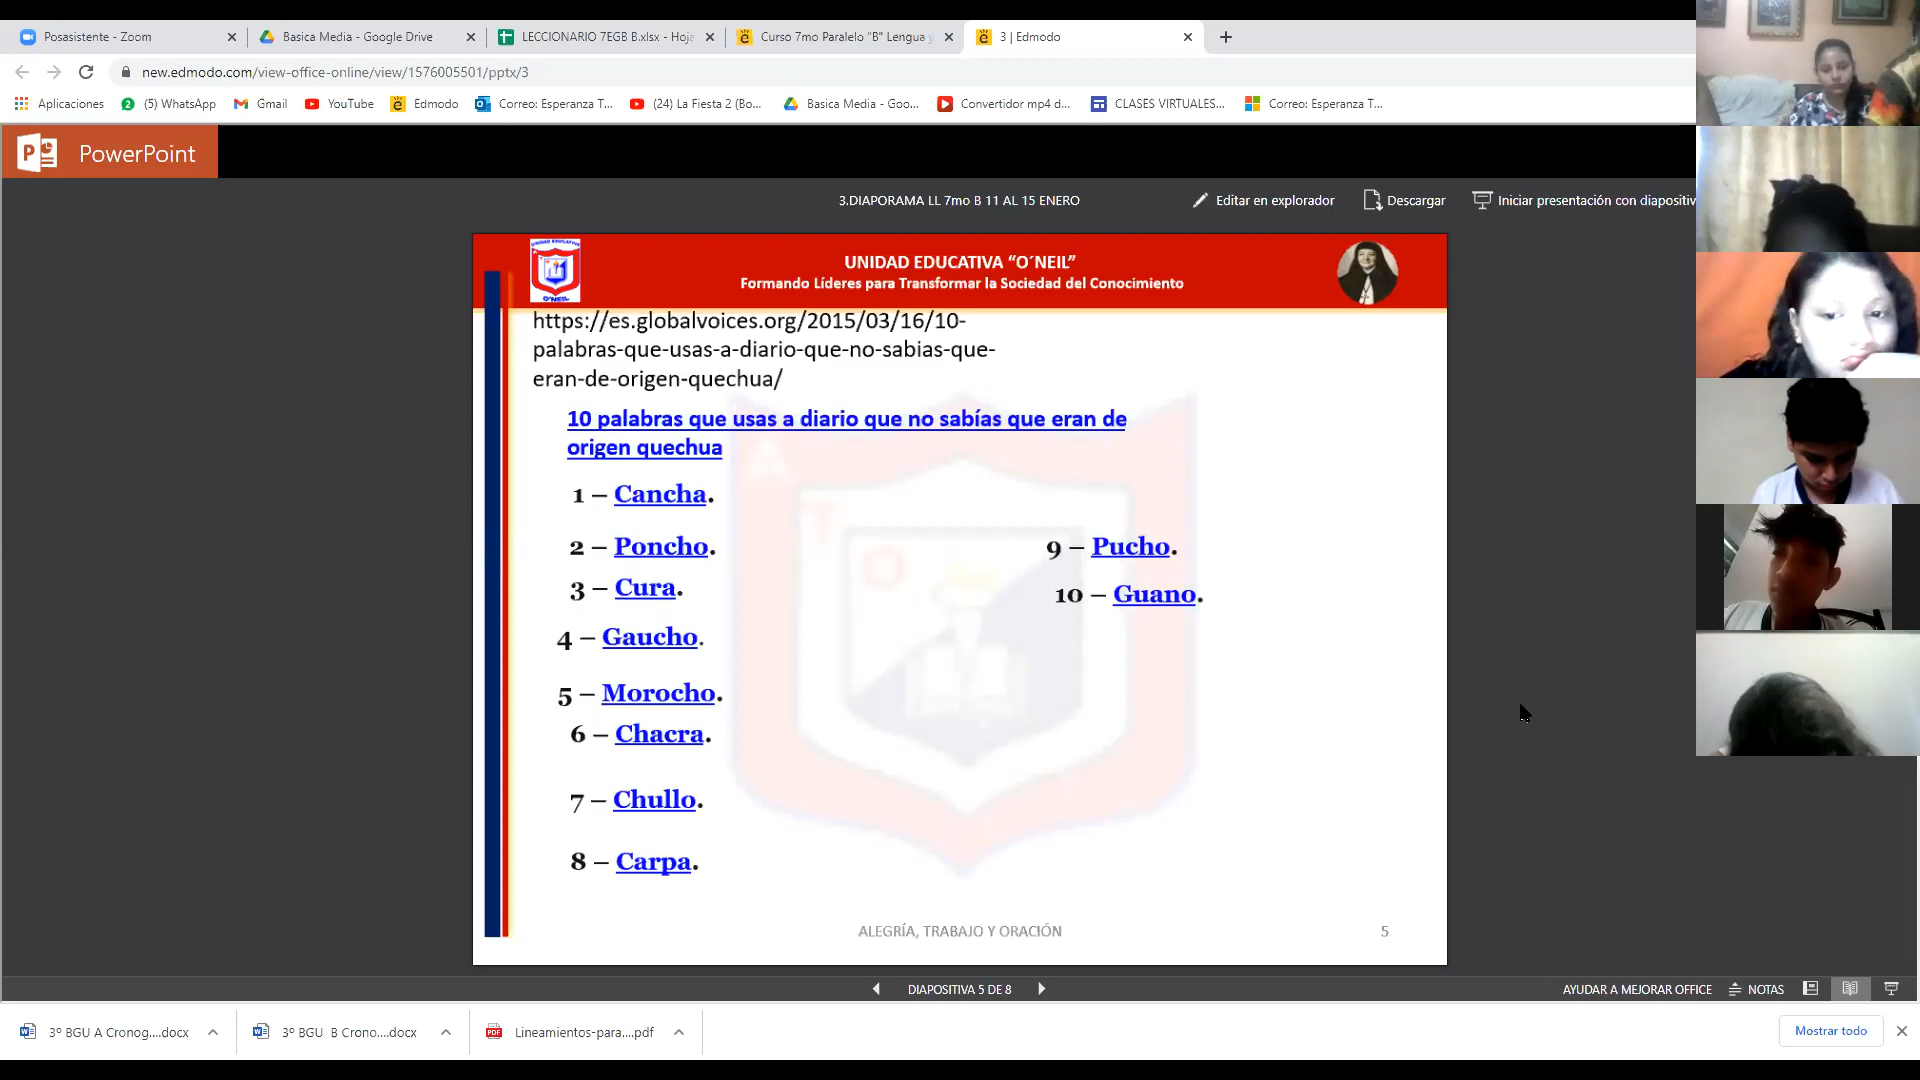 Posasistente - Zoom
Basica Media - Google Drive
LECCIONARIO 7EGB B.xlsx - Hoja
Curso 7mo Paralelo "B" Lengua y
3 | Edmodo
new.edmodo.com/view-office-online/view/1576005501/pptx/3
Aplicaciones
(5) WhatsApp
Gmail
YouTube
Edmodo
Correo: Esperanza T...
(24) La Fiesta 2 (Bo...
Basica Media - Goo...
Convertidor mp4 d...
CLASES VIRTUALES...
Correo: Esperanza T...
PowerPoint
3.DIAPORAMA LL 7mo B 11 AL 15 ENERO
Editar en explorador
Descargar
Iniciar presentación con diapositiv
UNIDAD EDUCATIVA “O´NEIL”
Formando Líderes para Transformar la Sociedad del Conocimiento
O'NEIL
https://es.globalvoices.org/2015/03/16/10-
palabras-que-usas-a-diario-que-no-sabias-que-
eran-de-origen-quechua/
10 palabras que usas a diario que no sabías que eran de
origen quechua
1 – Cancha.
2 – Poncho.
3 – Cura.
4 – Gaucho.
5 – Morocho.
6 – Chacra.
7 – Chullo.
8 – Carpa.
9 – Pucho.
10 – Guano.
A
T
O
ALEGRÍA, TRABAJO Y ORACIÓN
5
DIAPOSITIVA 5 DE 8
AYUDAR A MEJORAR OFFICE
NOTAS
3º BGU A Cronog....docx
3º BGU B Crono....docx
Lineamientos-para....pdf
Mostrar todo